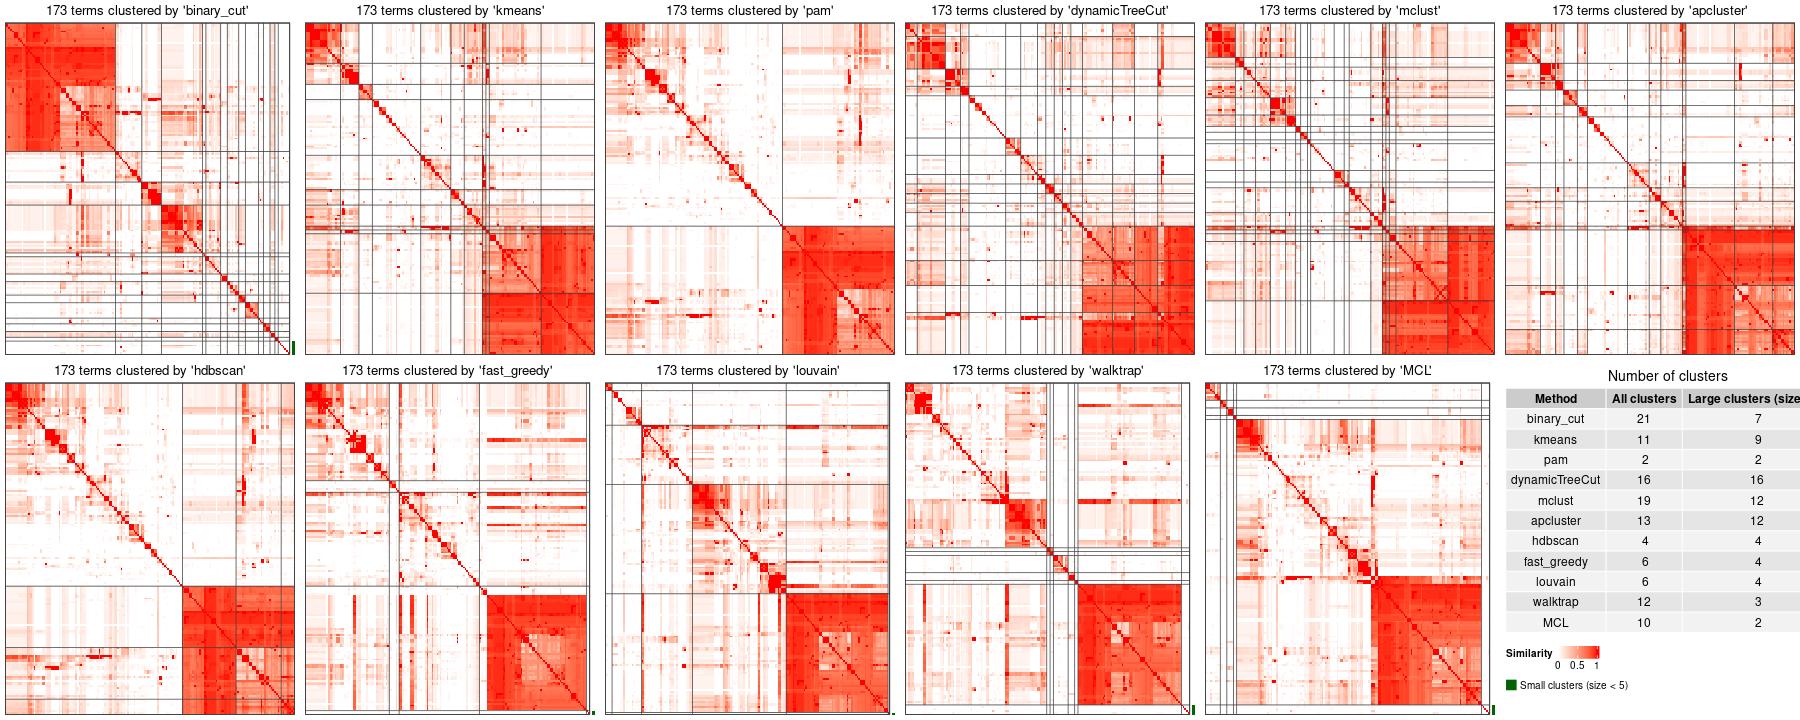 173 terms clustered by 'binary_cut'
173 terms clustered by 'kmeans'
173 terms clustered by 'pam'
173 terms clustered by 'dynamicTreeCut'
173 terms clustered by 'mclust'
173 terms clustered by 'apcluster'
173 terms clustered by 'hdbscan'
173 terms clustered by 'fast_greedy'
173 terms clustered by 'louvain'
173 terms clustered by 'walktrap'
173 terms clustered by 'MCL'
Number of clusters
Method All clusters Large clusters (size
binary_cut 21 7
kmeans 11 9
pam 2 2
dynamicTreeCut 16 16
mclust 19 12
apcluster 13 12
hdbscan 4 4
fast_greedy 6 4
louvain 6 4
walktrap 12 3
MCL 10 2
Similarity
0 0.5 1
Small clusters (size < 5)